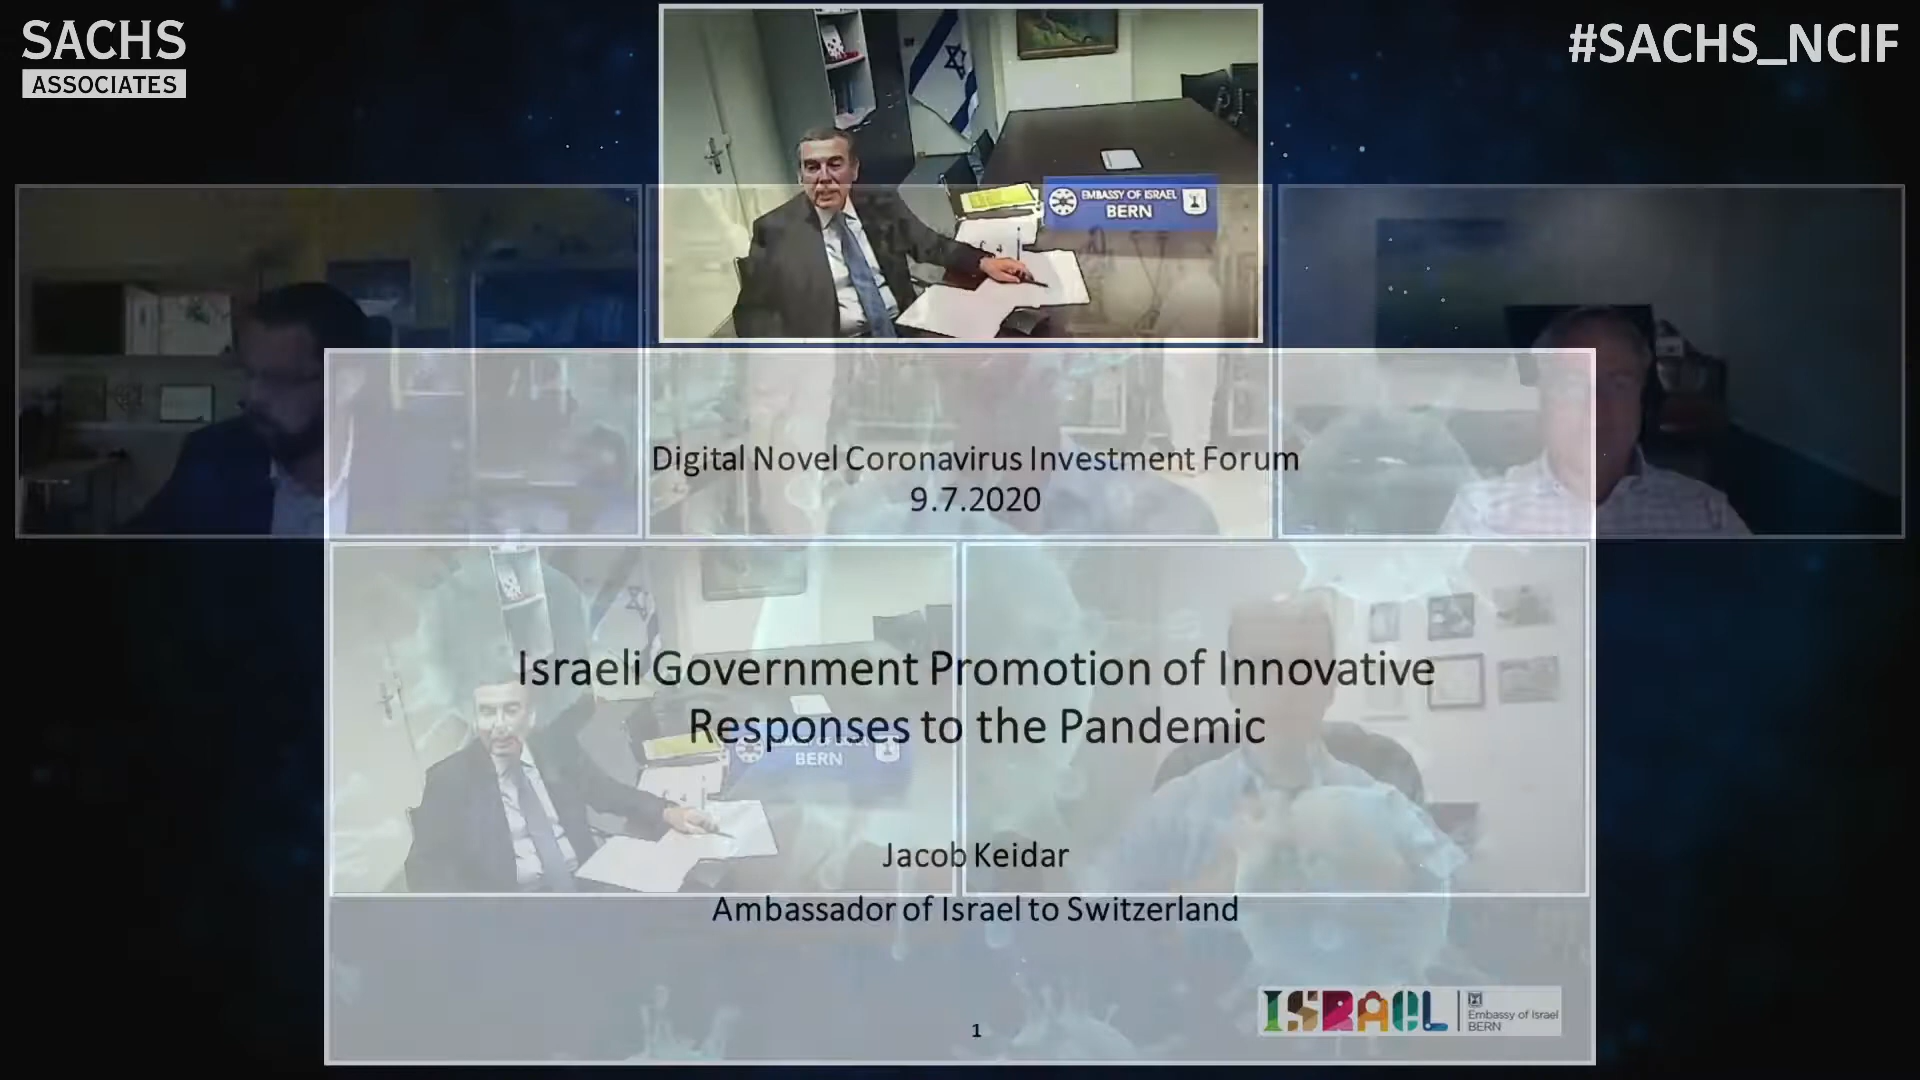 SACHS
ASSOCIATES
#SACHS_NCIF
EMBASSY OF ISRAEL
BERN
Digital Novel Coronavirus Investment Forum
9.7.2020
Israeli Government Promotion of Innovative
Responses to the Pandemic
BERN
Jacob Keidar
Ambassador of Israel to Switzerland
ISRAEL
Embassy of Israel
BERN
1